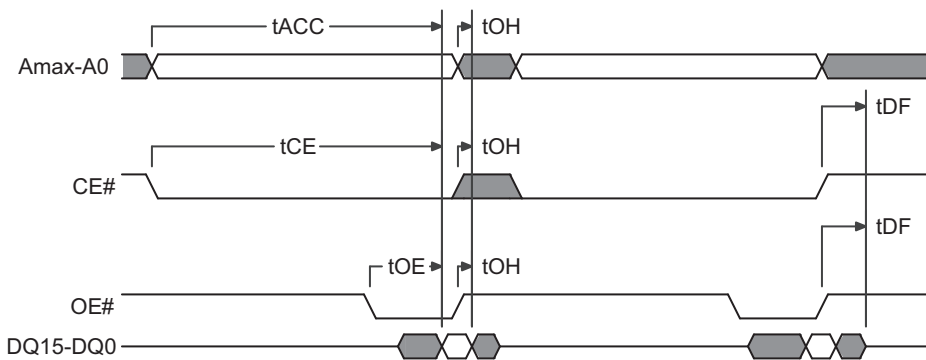 tACC
tOH
Amax-A0
tDF
tCE
tOH
CE#
tDF
tOE
tOH
OE#
DQ15-DQ0